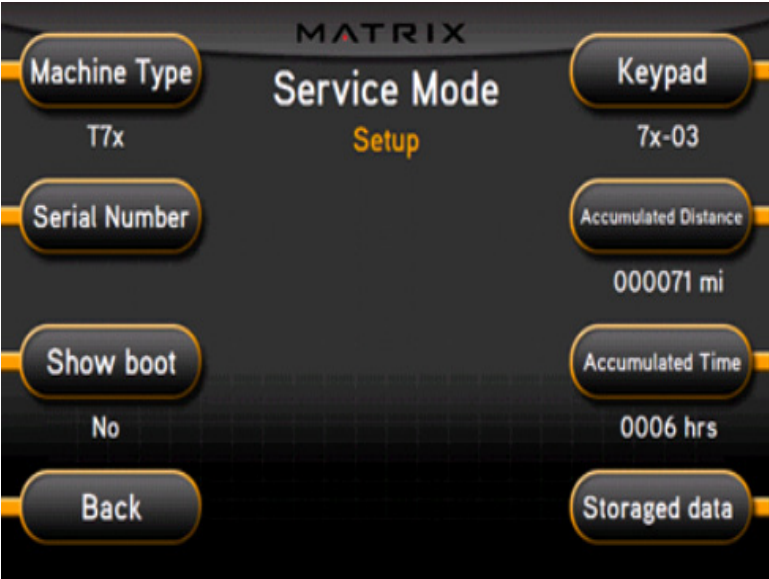 MATRIX
Service Mode
Setup
Machine Type
T7x
Serial Number
Show boot
No
Back
Keypad
7x-03
Accumulated Distance
000071 mi
Accumulated Time
0006 hrs
Storaged data